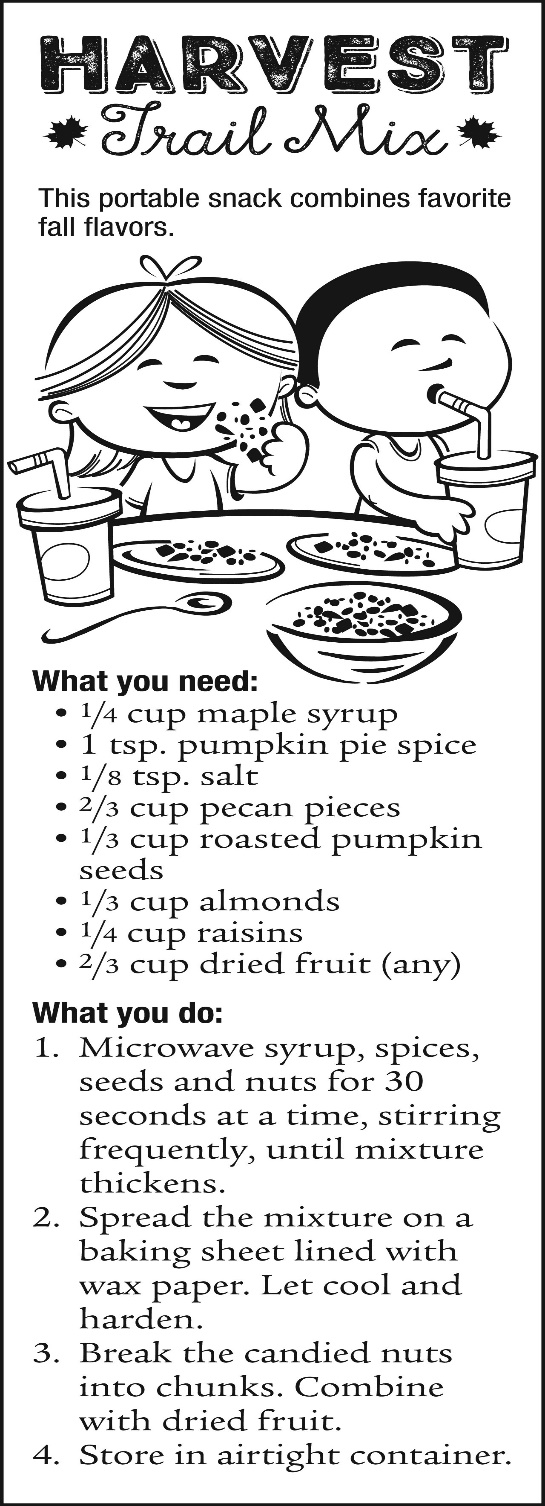 HARVEST
Trail Mix
This portable snack combines favorite
fall flavors.
What you need:
• 1/4 cup maple syrup
• 1 tsp. pumpkin pie spice
• 1/8 tsp. salt
• 2/3 cup pecan pieces
• 1/3 cup roasted pumpkin
seeds
• 1/3 cup almonds
• 1/4 cup raisins
• 2/3 cup dried fruit (any)
What you do:
1. Microwave syrup, spices,
seeds and nuts for 30
seconds at a time, stirring
frequently, until mixture
thickens.
2. Spread the mixture on a
baking sheet lined with
wax paper. Let cool and
harden.
3. Break the candied nuts
into chunks. Combine
with dried fruit.
4. Store in airtight container.